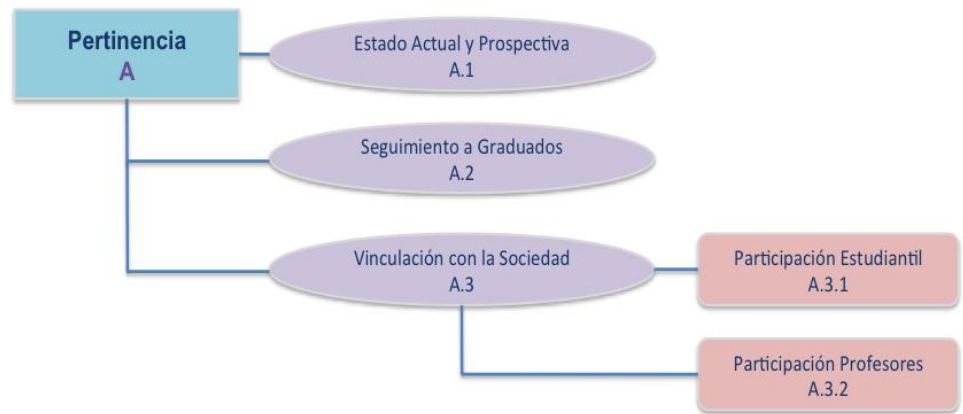 Pertinencia
A
Estado Actual y Prospectiva
A.1
Seguimiento a Graduados
A.2
Vinculación con la Sociedad
A.3
Participación Estudiantil
A.3.1
Participación Profesores
A.3.2